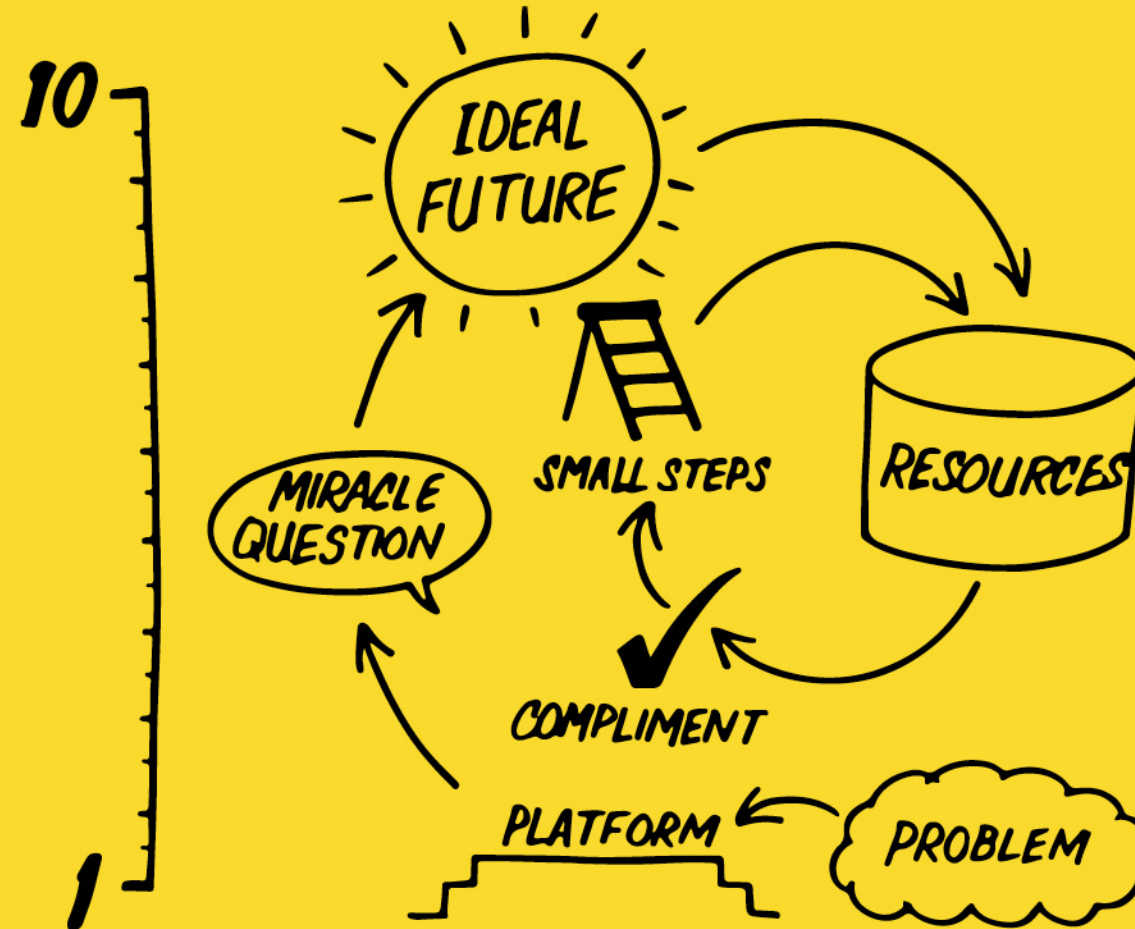 10
IDEAL
FUTURE
MIRACLE
QUESTION
SMALL STEPS
RESOURCES
COMPLIMENT
PLATFORM
PROBLEM
1